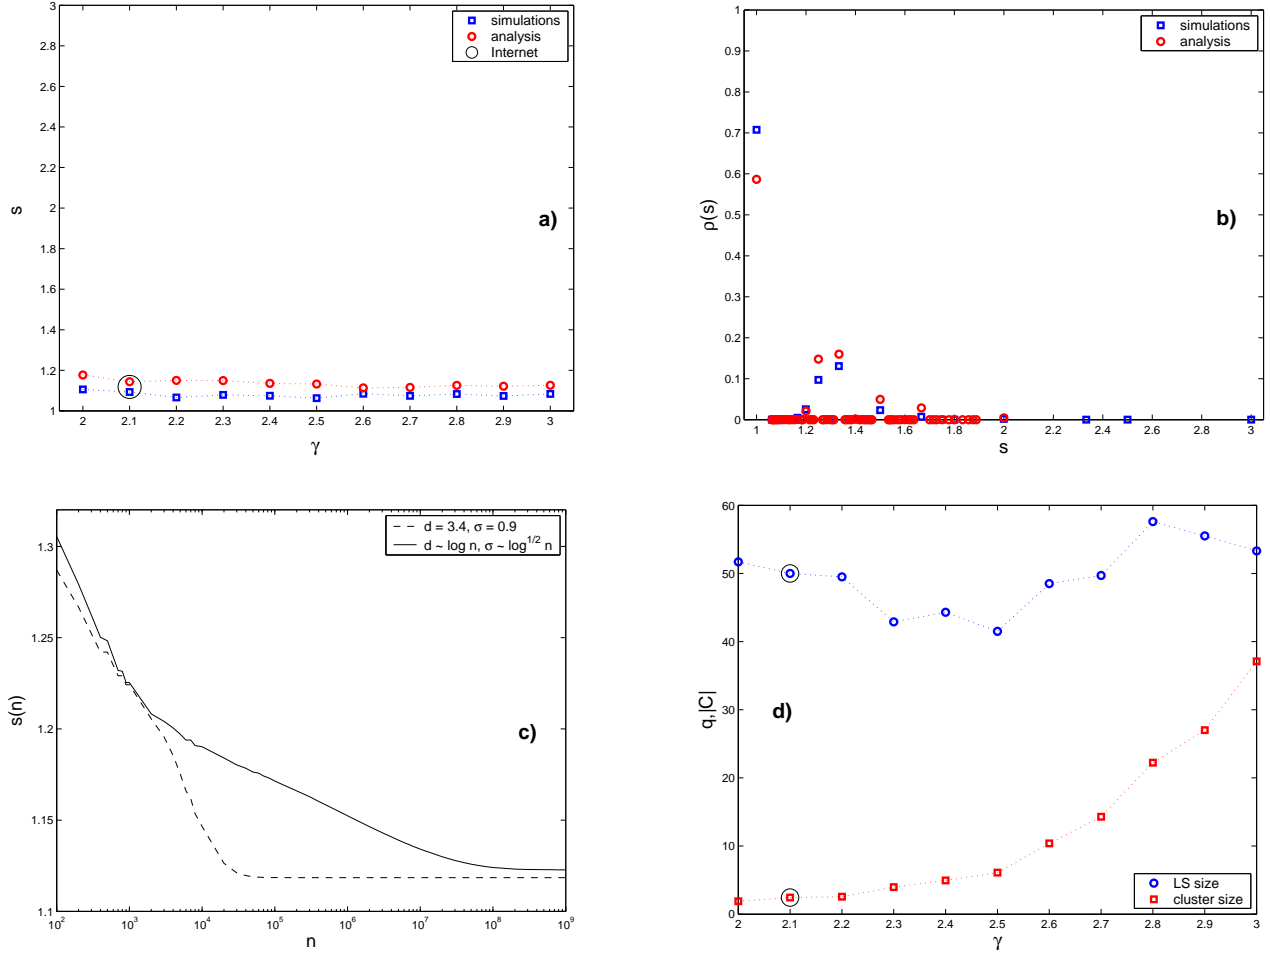 3
2.8
2.6
2.4
2.2
2
1.8
1.6
1.4
1.2
1
s
simulations
analysis
Internet
a)
2 2.1 2.2 2.3 2.4 2.5 2.6 2.7 2.8 2.9 3
γ
1
0.9
0.8
0.7
0.6
0.5
0.4
0.3
0.2
0.1
0
ρ(s)
simulations
analysis
b)
1 1.2 1.4 1.6 1.8 2 2.2 2.4 2.6 2.8 3
s
1.3
1.25
1.2
1.15
1.1
s(n)
d = 3.4, σ = 0.9
d ~ log n, σ ~ log^1/2 n
c)
10^2 10^3 10^4 10^5 10^6 10^7 10^8 10^9
n
60
50
40
30
20
10
0
q,|C|
d)
LS size
cluster size
2 2.1 2.2 2.3 2.4 2.5 2.6 2.7 2.8 2.9 3
γ